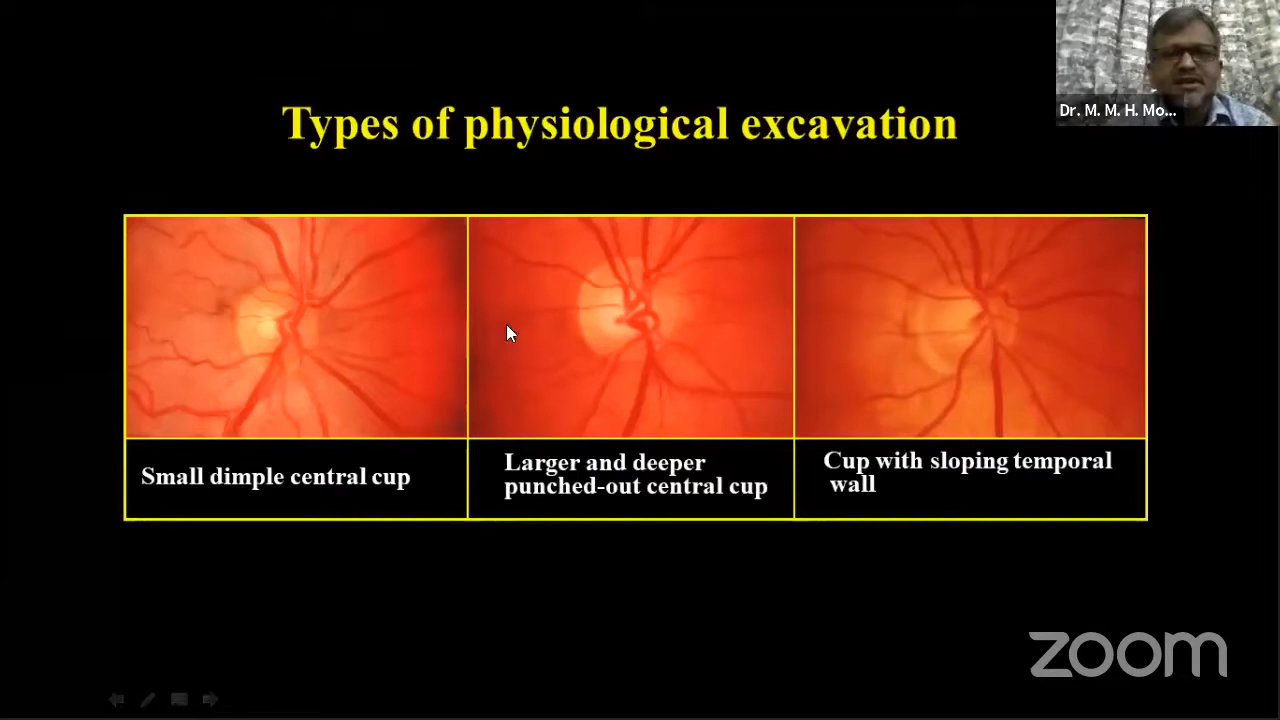 Dr. M. M. H. Mo...
Types of physiological excavation
Small dimple central cup
Larger and deeper
punched-out central cup
Cup with sloping temporal
wall
zoom